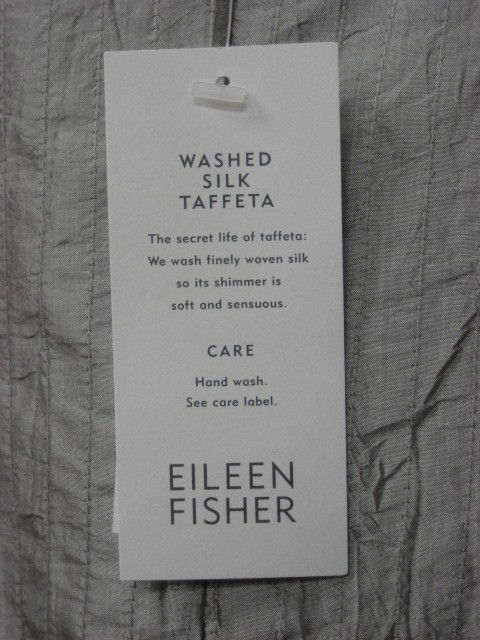 WASHED
SILK
TAFFETA
The secret life of taffeta:
We wash finely woven silk
so its shimmer is
soft and sensuous.
CARE
Hand wash.
See care label.
EILEEN
FISHER